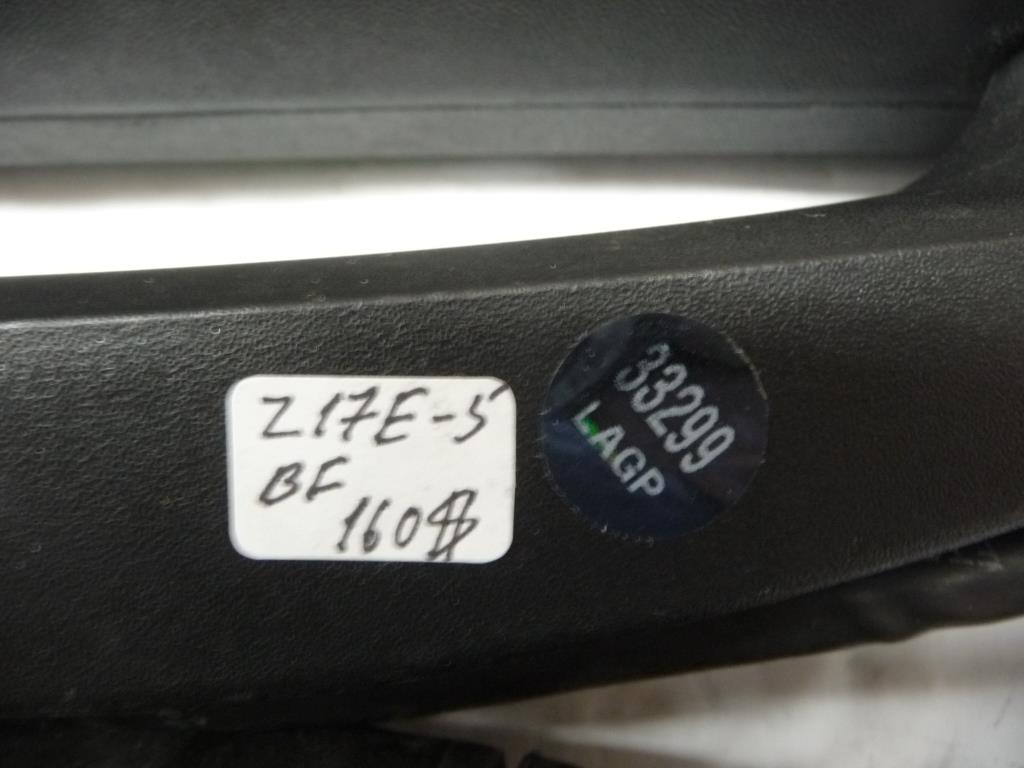 Z17E-5
BF
160$
33299
LAGP